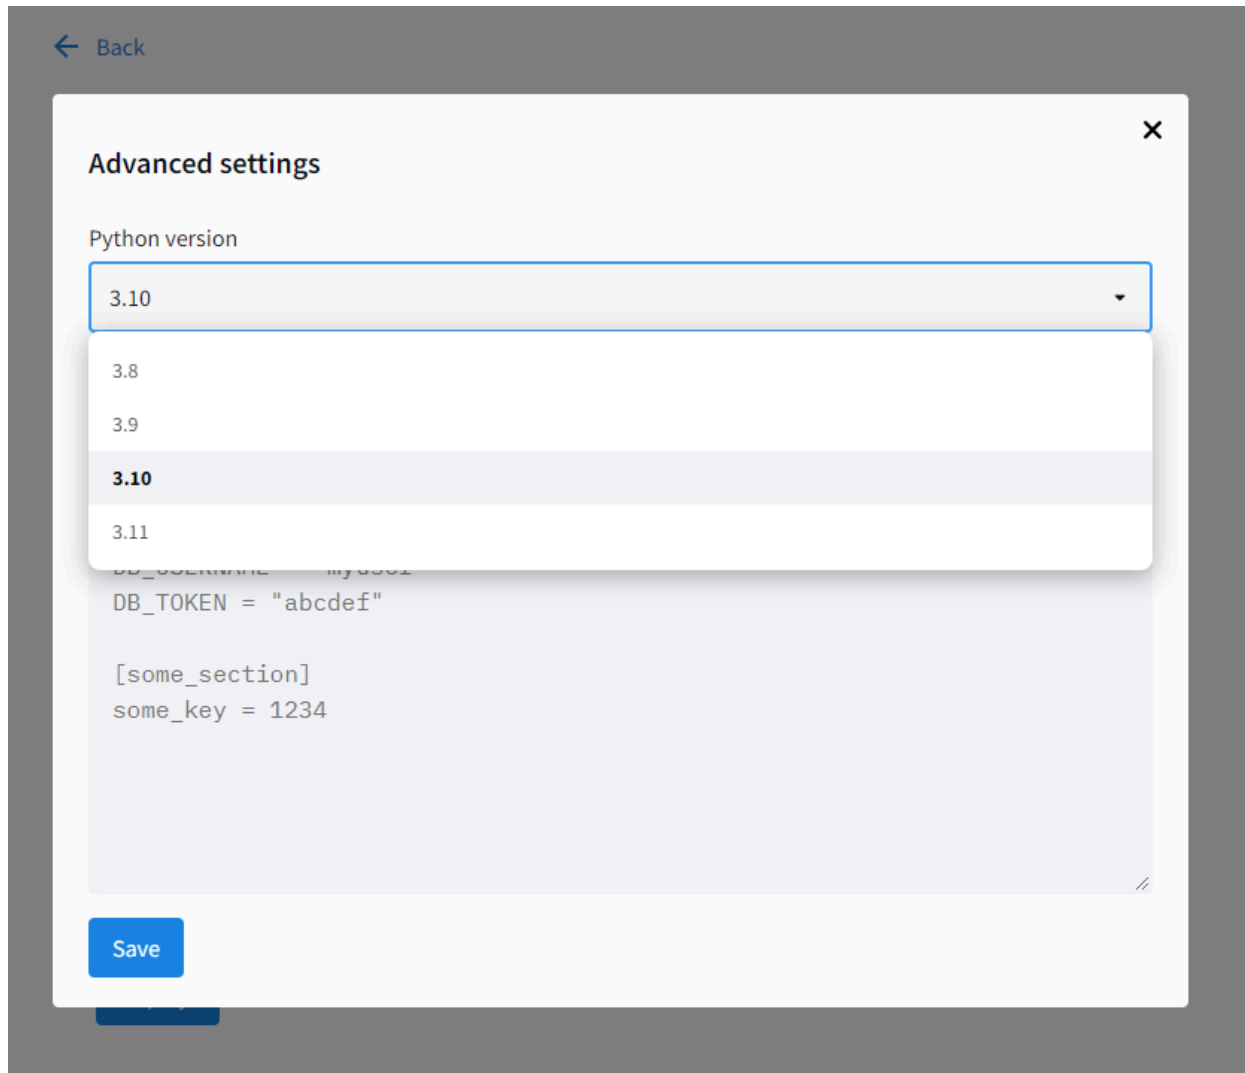 Back
Advanced settings
Python version
3.10
3.8
3.9
3.10
3.11
DB_TOKEN = "abcdef"
[some_section]
some_key = 1234
Save